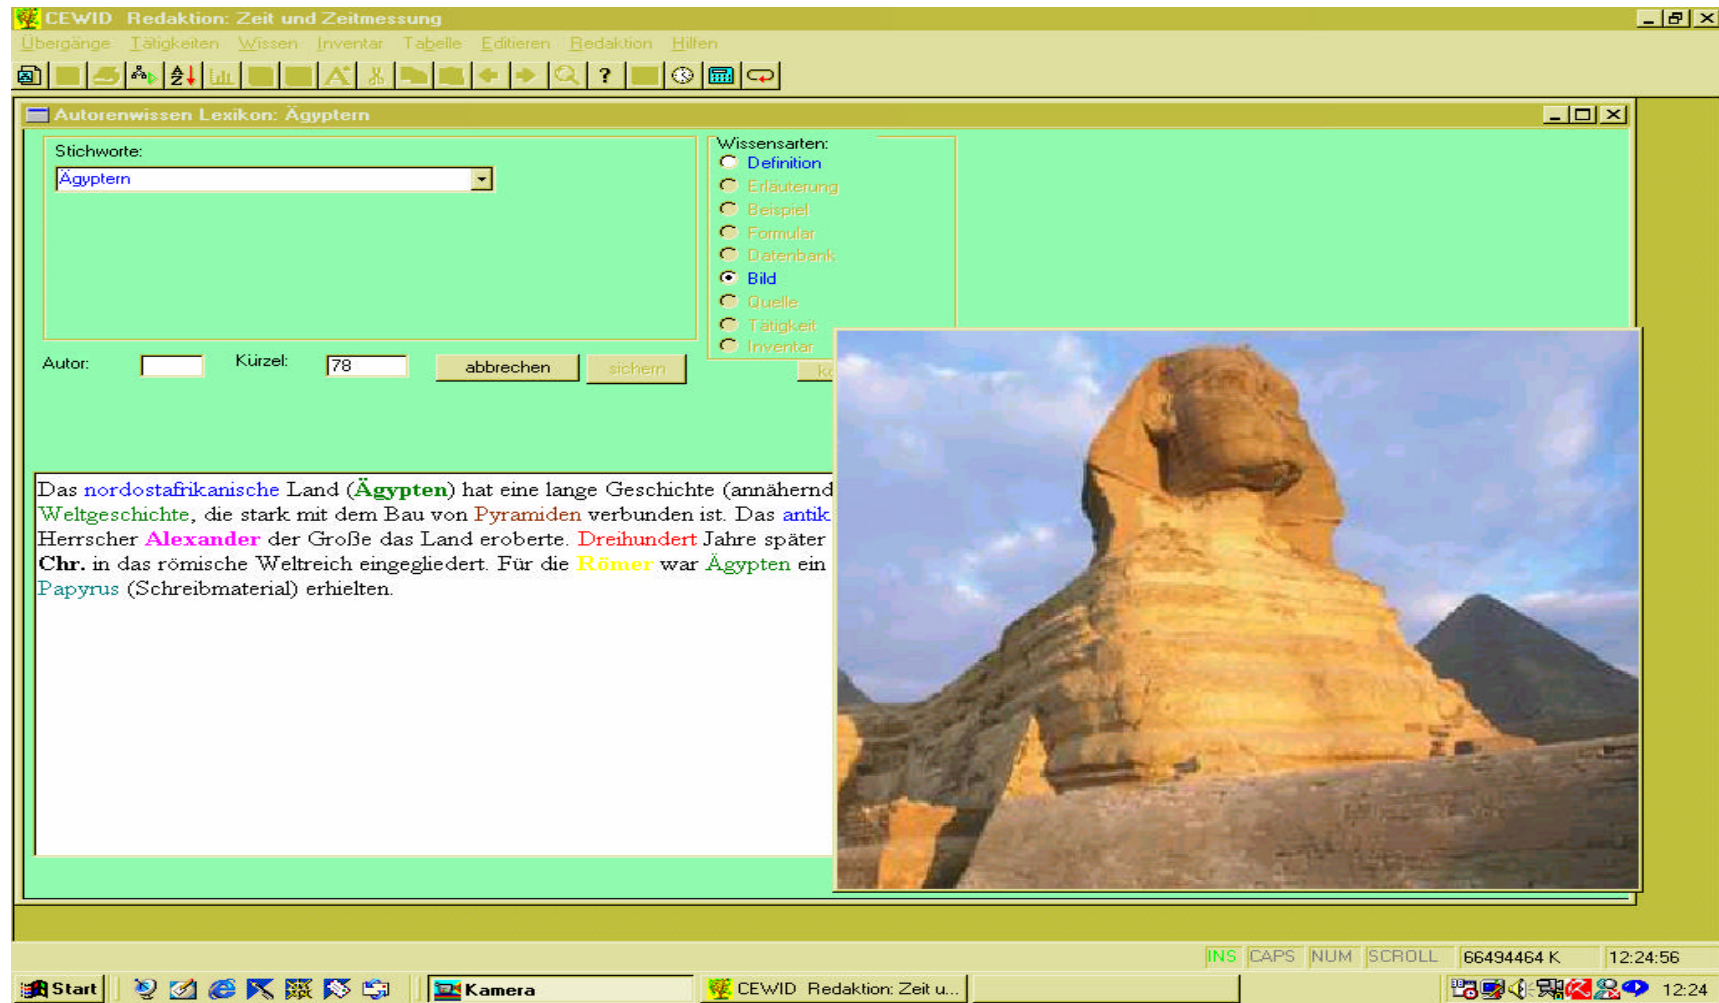 CEWID Redaktion: Zeit und Zeitmessung
Übergänge Tätigkeiten Wissen Inventar Tabelle Editieren Redaktion Hilfen
Autorenwissen Lexikon: Ägyptern
Stichworte:
Ägyptern
Wissensarten:
Definition
Erläuterung
Beispiel
Formular
Datenbank
Bild
Quelle
Tätigkeit
Inventar
Autor:
Kürzel: 78
abbrechen
sichern
Das nordostafrikanische Land (Ägypten) hat eine lange Geschichte (annähernd
Weltgeschichte, die stark mit dem Bau von Pyramiden verbunden ist. Das antik
Herrscher Alexander der Große das Land eroberte. Dreihundert Jahre später
Chr. in das römische Weltreich eingegliedert. Für die Römer war Ägypten ein
Papyrus (Schreibmaterial) erhielten.
INS CAPS NUM SCROLL 66494464 K 12:24:56
Start Kamera CEWID Redaktion: Zeit u... 12:24